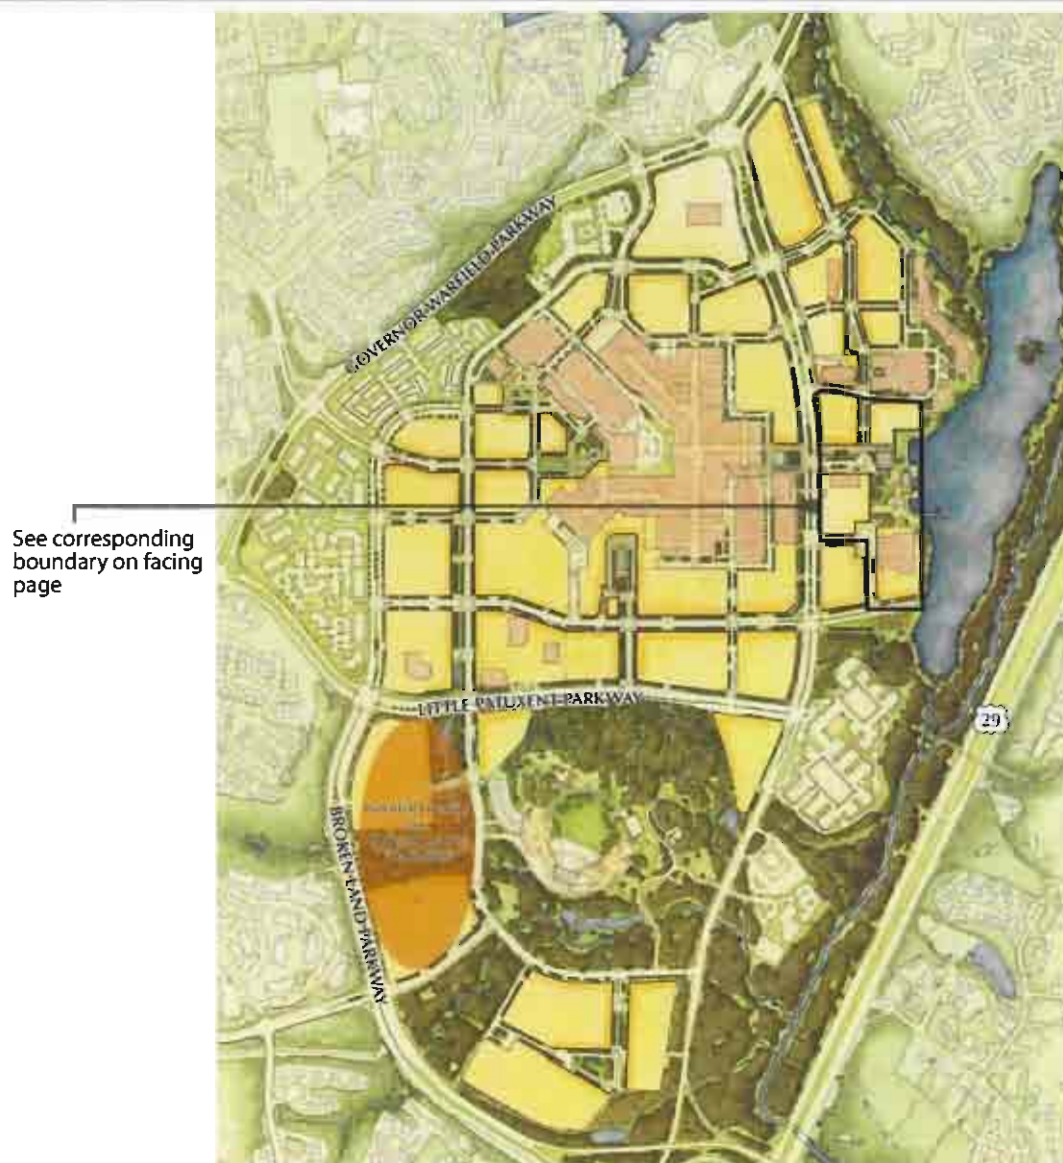 GOVERNOR WARFIELD PARKWAY
See corresponding
boundary on facing
page
LITTLE PATUXENT PARKWAY
29
BROKEN LAND PARKWAY